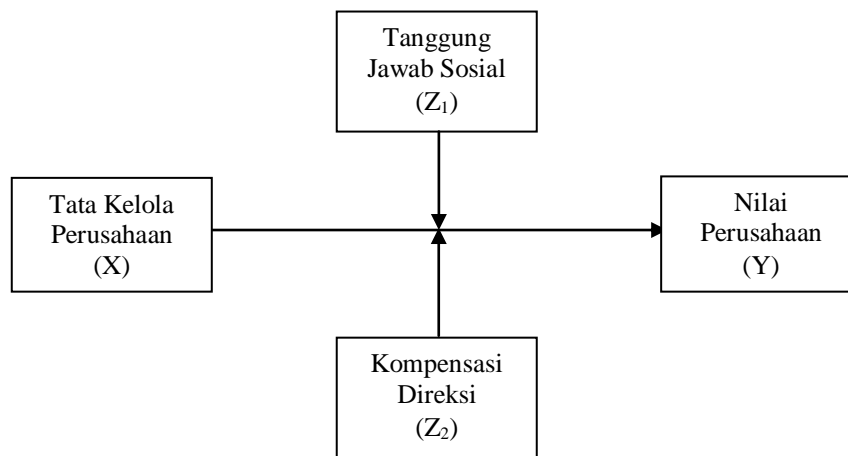 Tanggung
Jawab Sosial
(Z₁)
Tata Kelola
Perusahaan
(X)
Nilai
Perusahaan
(Y)
Kompensasi
Direksi
(Z₂)